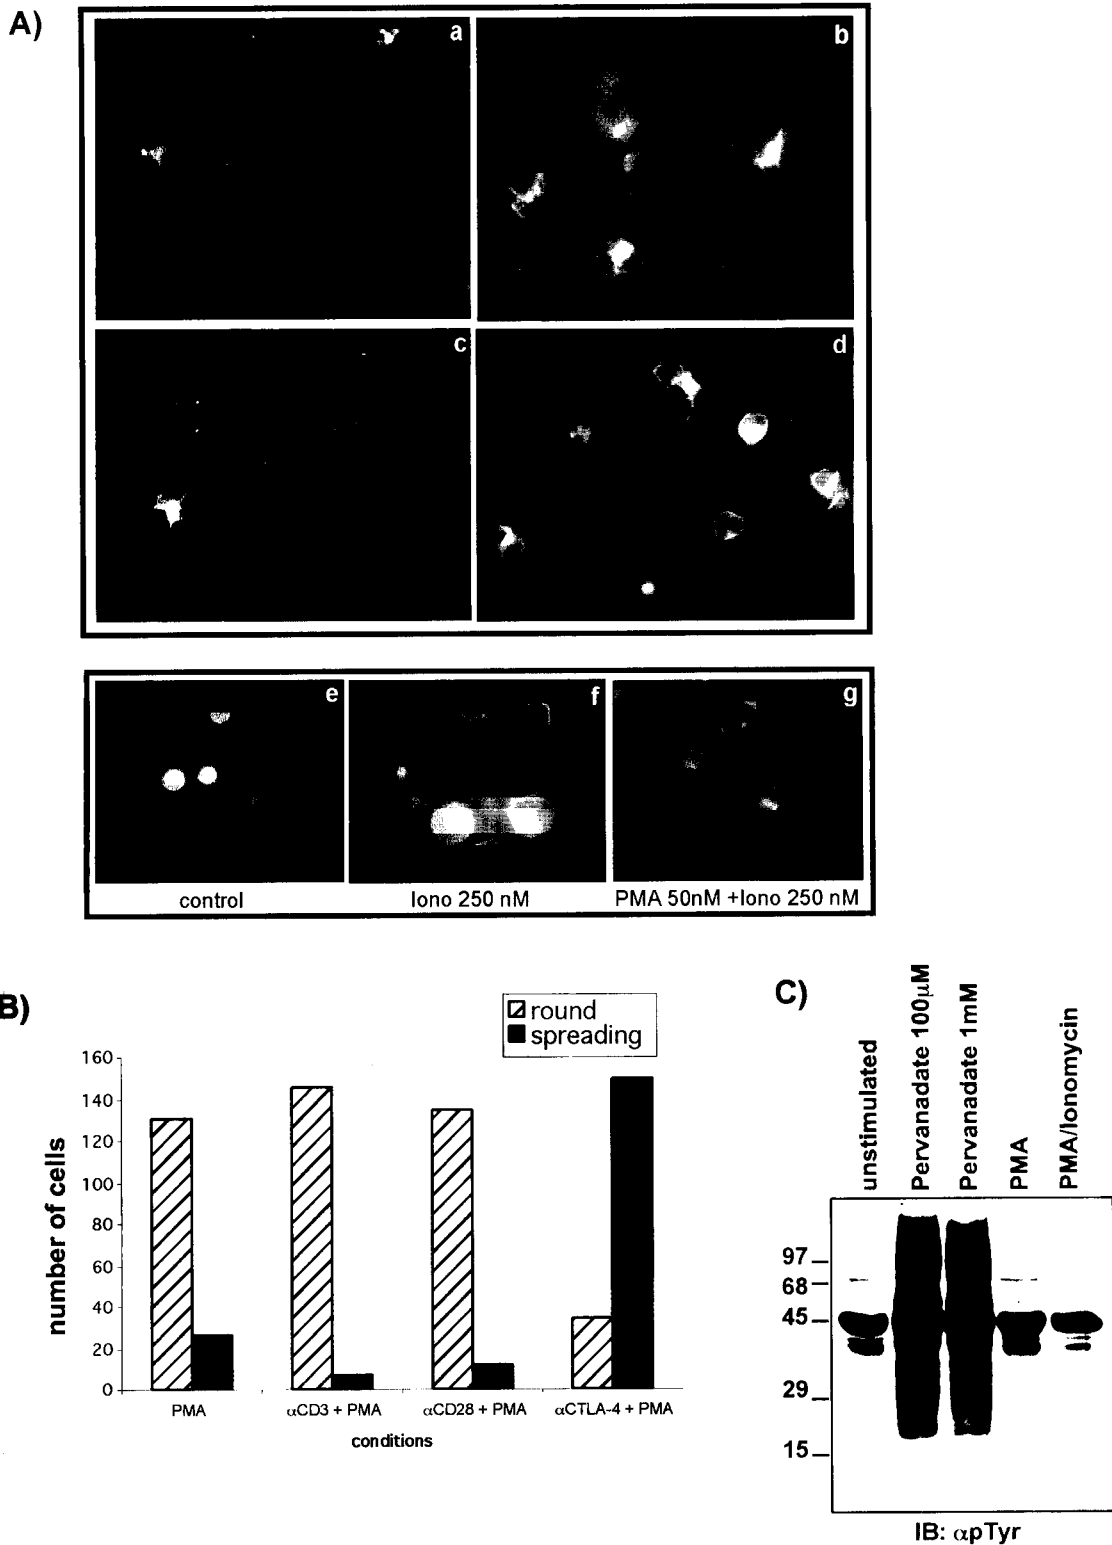 A)
a
b
c
d
e
f
g
control
Iono 250 nM
PMA 50nM +Iono 250 nM
B)
round
spreading
160
140
120
100
80
60
40
20
0
number of cells
PMA
αCD3 + PMA
αCD28 + PMA
αCTLA-4 + PMA
conditions
C)
unstimulated
Pervanadate 100μM
Pervanadate 1mM
PMA
PMA/Ionomycin
97
68
45
29
15
IB: αpTyr